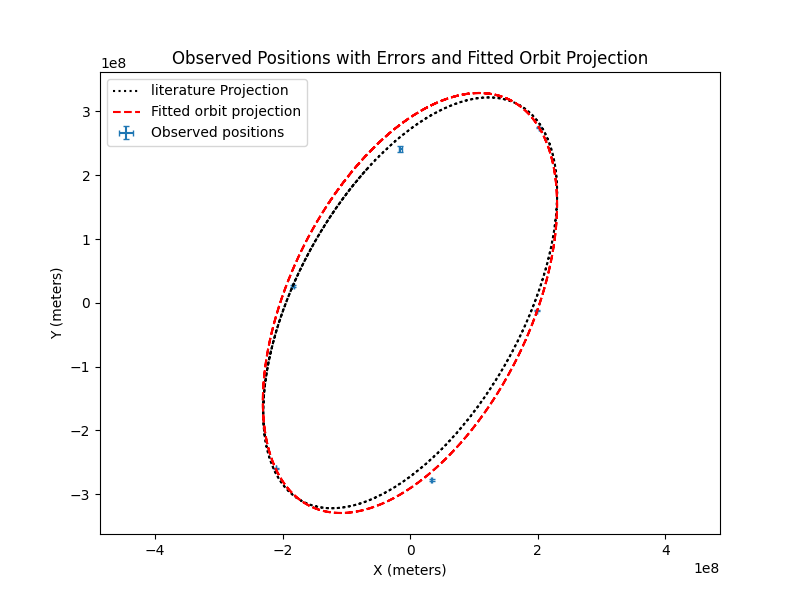 Observed Positions with Errors and Fitted Orbit Projection
1e8
literature Projection
Fitted orbit projection
Observed positions
3
2
1
0
−1
−2
−3
Y (meters)
−4
−2
0
2
4
X (meters)
1e8